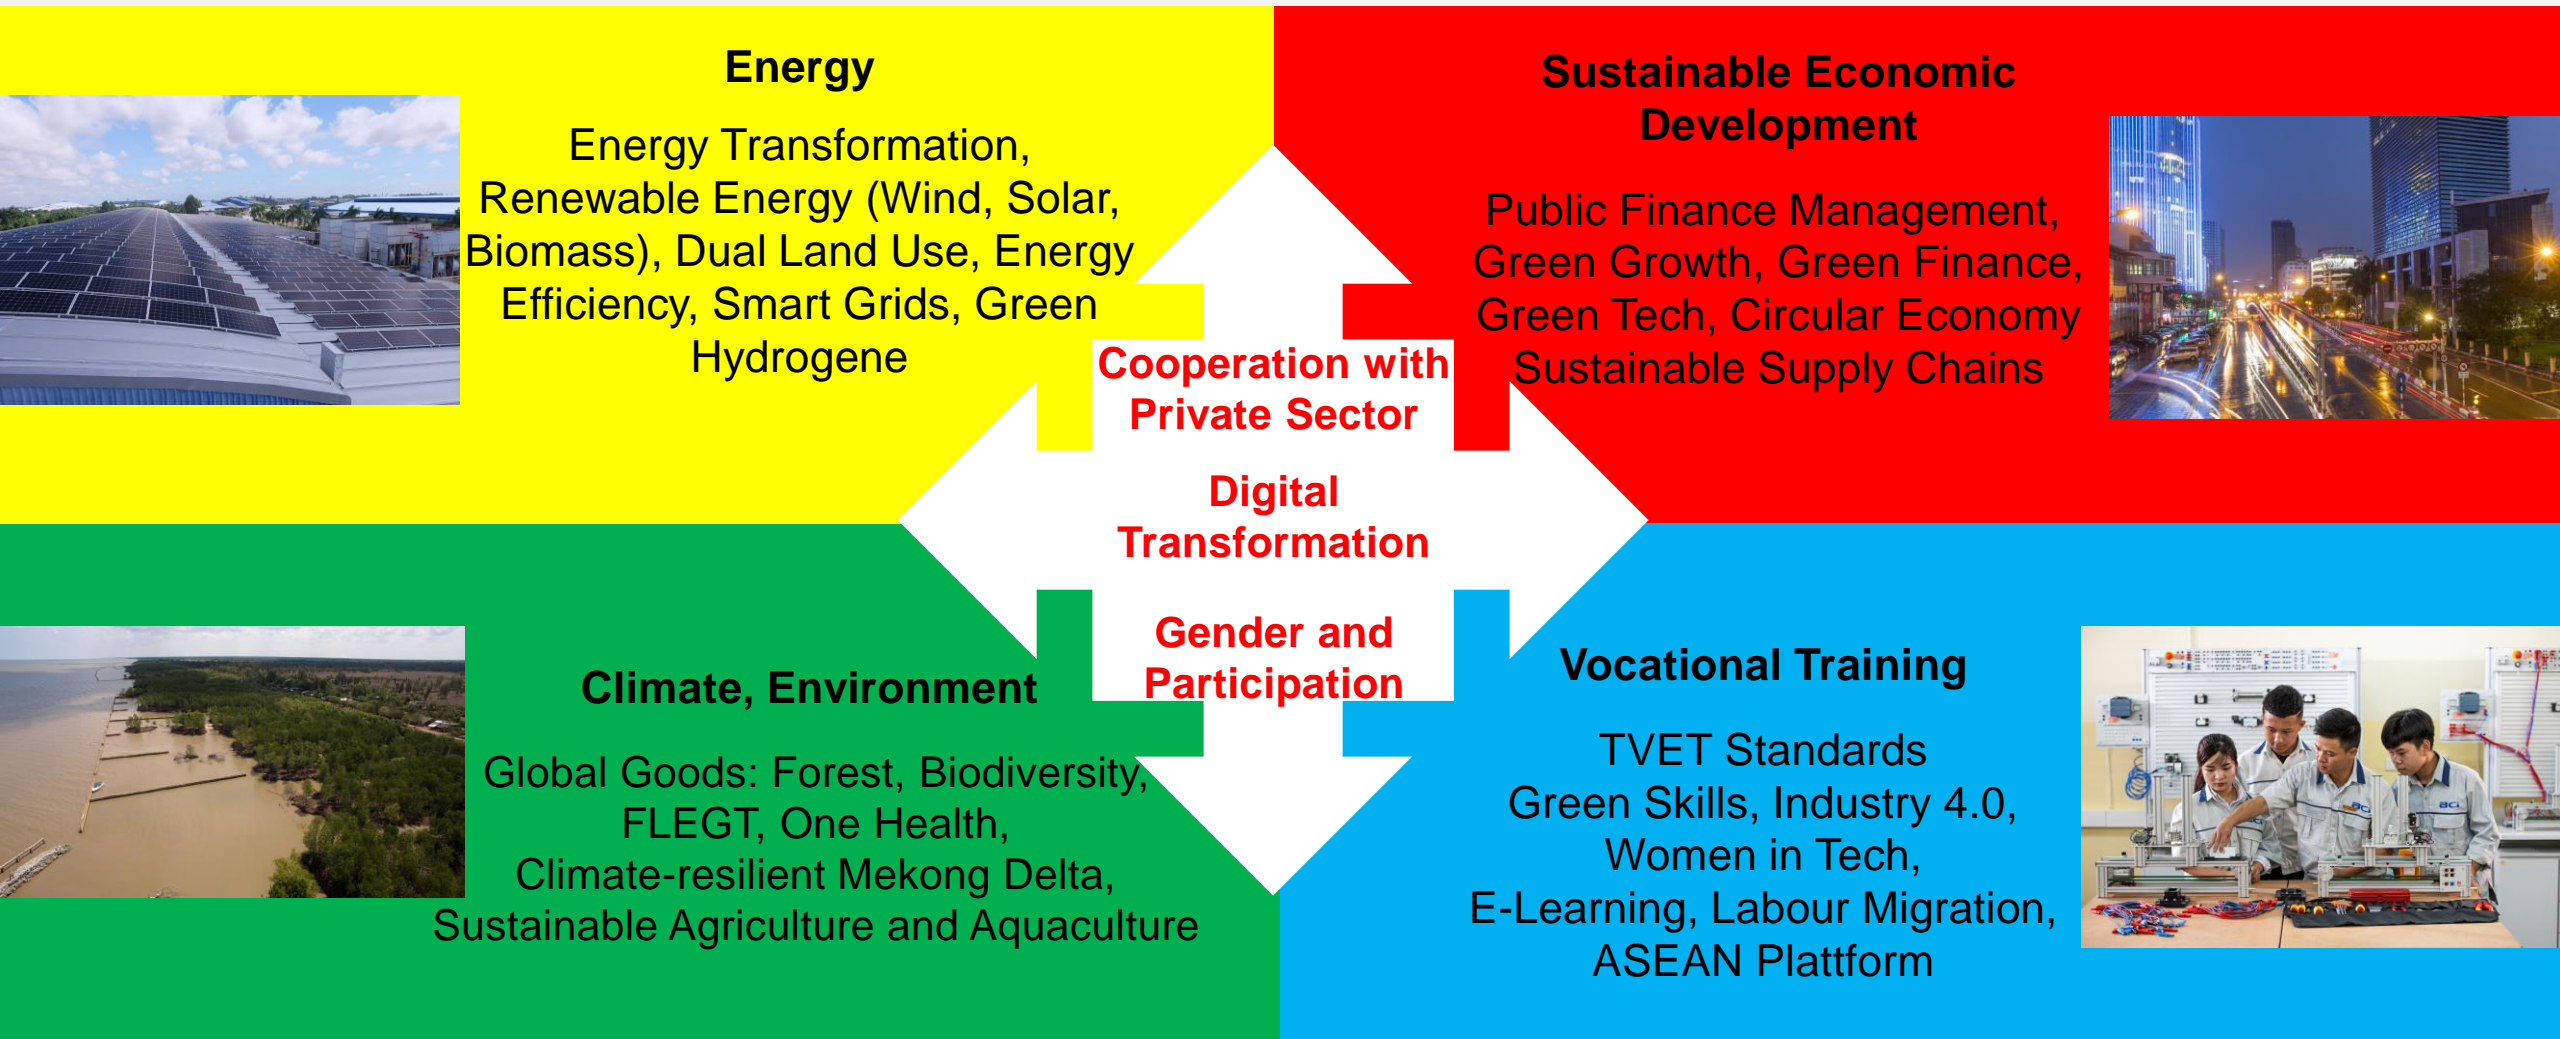 Energy
Energy Transformation,
Renewable Energy (Wind, Solar,
Biomass), Dual Land Use, Energy
Efficiency, Smart Grids, Green
Hydrogene
Sustainable Economic
Development
Public Finance Management,
Green Growth, Green Finance,
Green Tech, Circular Economy
Sustainable Supply Chains
Cooperation with
Private Sector
Digital
Transformation
Gender and
Participation
Climate, Environment
Global Goods: Forest, Biodiversity,
FLEGT, One Health,
Climate-resilient Mekong Delta,
Sustainable Agriculture and Aquaculture
Vocational Training
TVET Standards
Green Skills, Industry 4.0,
Women in Tech,
E-Learning, Labour Migration,
ASEAN Plattform